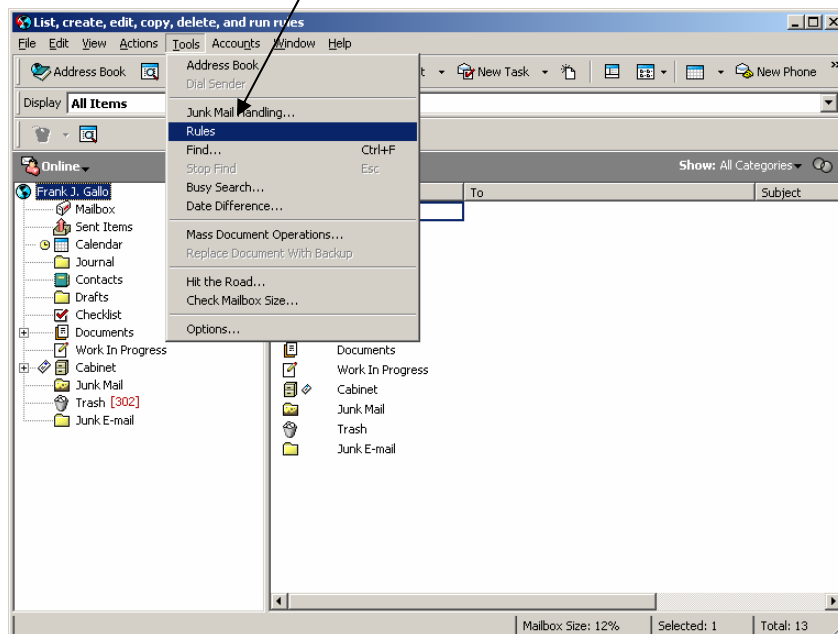 List, create, edit, copy, delete, and run rules
File Edit View Actions Tools Accounts Window Help
Address Book
New Task
New Phone
Display All Items
Online
Show: All Categories
Address Book
Dial Sender
Junk Mail Handling...
Rules
Find... Ctrl+F
Stop Find Esc
Busy Search...
Date Difference...
Mass Document Operations...
Replace Document With Backup
Hit the Road...
Check Mailbox Size...
Options...
Frank J. Gallo
Mailbox
Sent Items
Calendar
Journal
Contacts
Drafts
Checklist
Documents
Work In Progress
Cabinet
Junk Mail
Trash [302]
Junk E-mail
To Subject
Documents
Work In Progress
Cabinet
Junk Mail
Trash
Junk E-mail
Mailbox Size: 12% Selected: 1 Total: 13